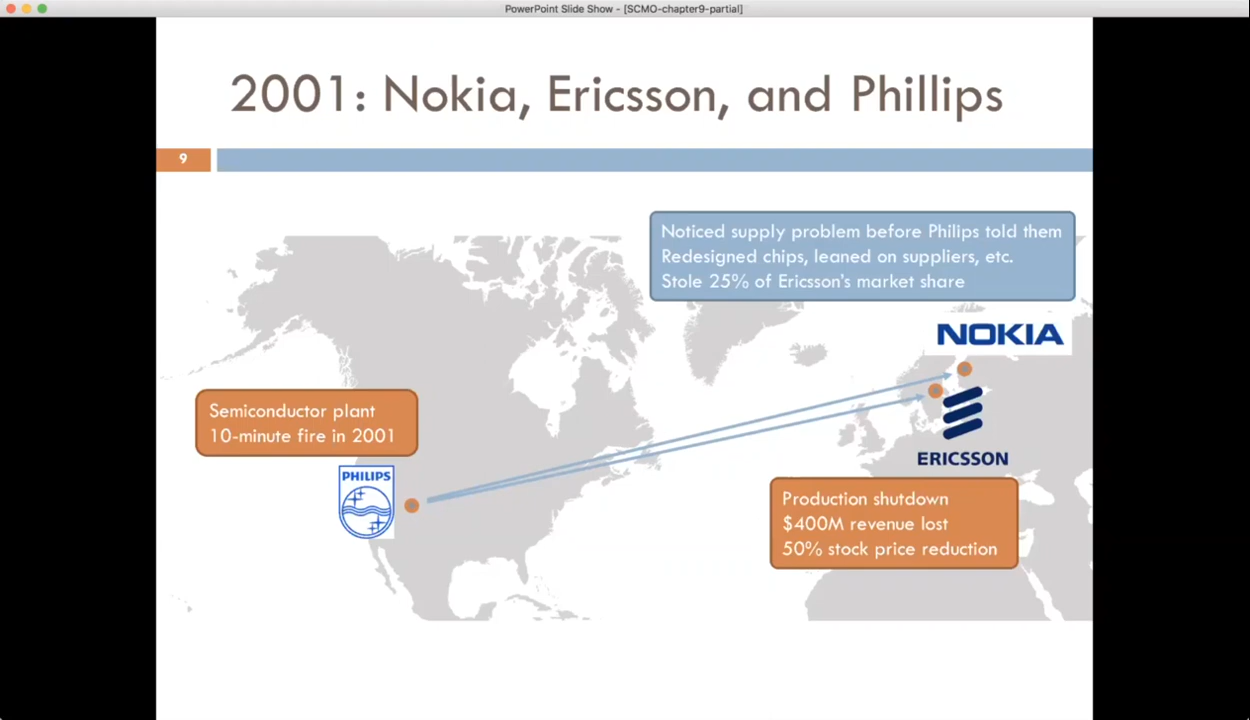 PowerPoint Slide Show - [SCMO-chapter9-partial]
2001: Nokia, Ericsson, and Phillips
9
Noticed supply problem before Philips told them
Redesigned chips, leaned on suppliers, etc.
Stole 25% of Ericsson's market share
NOKIA
Semiconductor plant
10-minute fire in 2001
PHILIPS
ERICSSON
Production shutdown
$400M revenue lost
50% stock price reduction